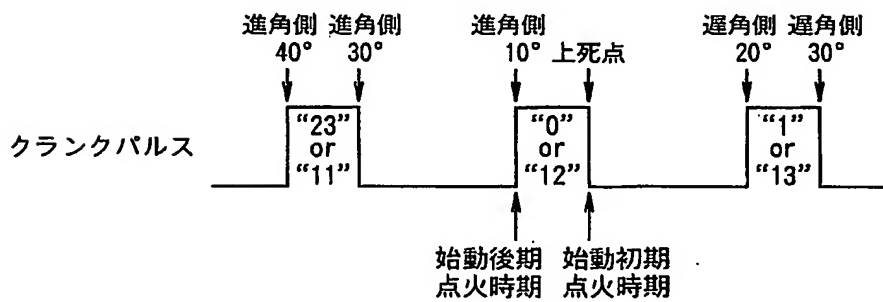 進角側 進角側 進角側 遅角側 遅角側
40° 30° 10° 上死点 20° 30°
“23” “0” “1”
クランクパルス or or or
“11” “12” “13”
始動後期 始動初期
点火時期 点火時期